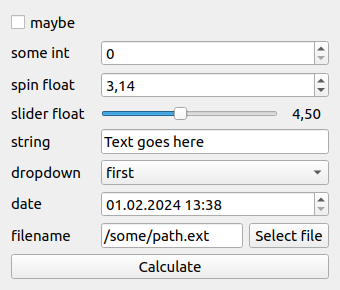 maybe
some int 0
spin float 3,14
slider float 4,50
string Text goes here
dropdown first
date 01.02.2024 13:38
filename /some/path.ext Select file
Calculate